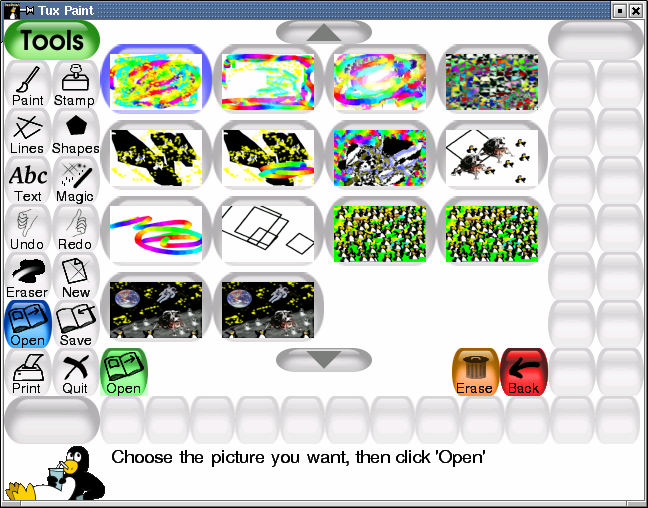 Tux Paint
Tools
Paint Stamp
Lines Shapes
Abc
Text Magic
Undo Redo
Eraser New
Open Save
Print Quit Open Erase Back
Choose the picture you want, then click 'Open'